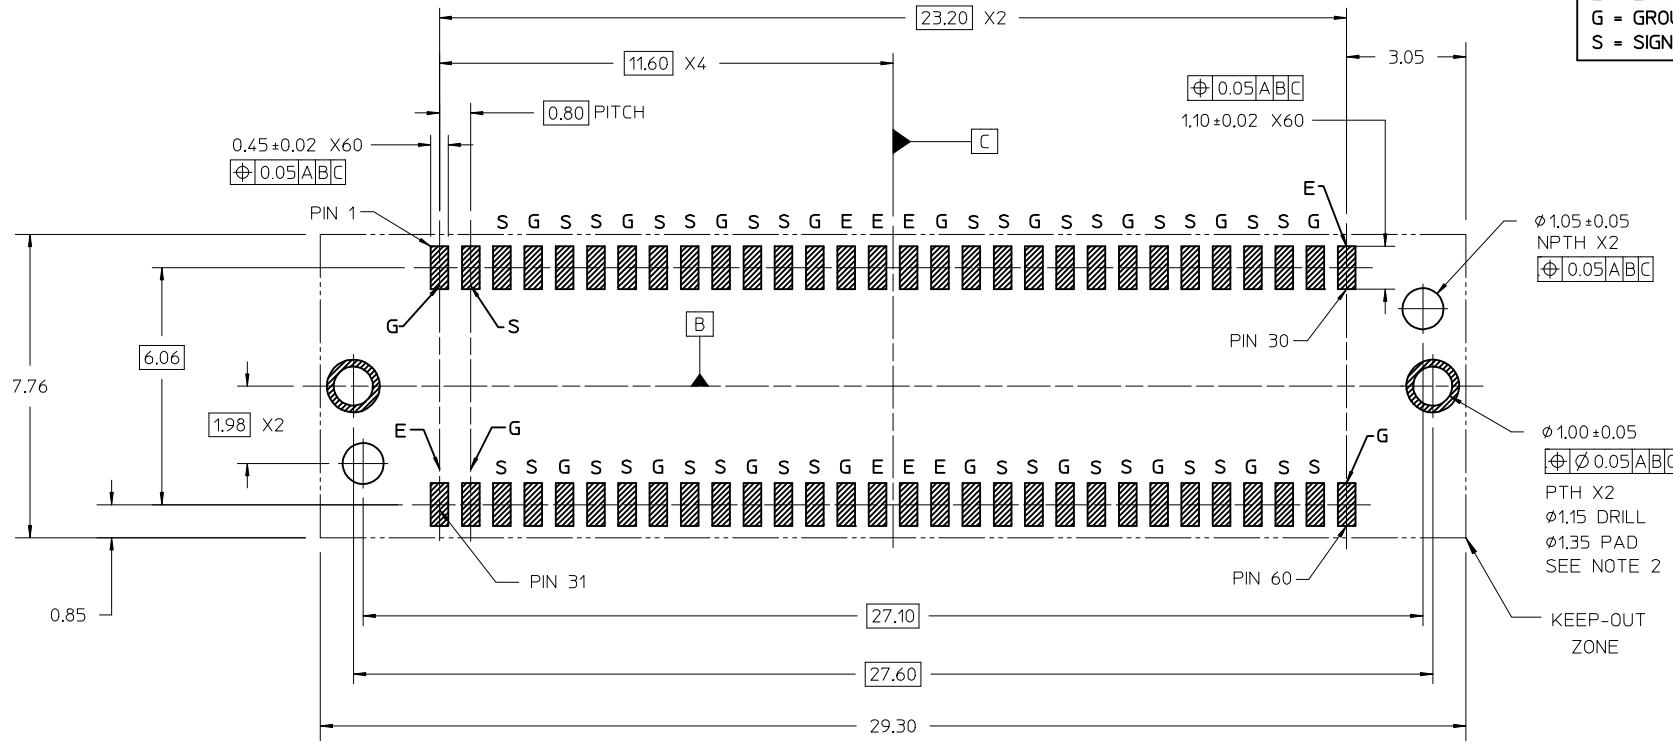 23.20 X2
G = GROU
S = SIGN
11.60 X4
3.05
⌖ 0.05 A B C
0.80 PITCH
1.10±0.02 X60
0.45±0.02 X60
C
⌖ 0.05 A B C
E
PIN 1
S G S S G S S G S S G E E E G S S G S S G S S G S S G
Ø1.05±0.05
NPTH X2
⌖ 0.05 A B C
G
S
B
PIN 30
6.06
7.76
1.98 X2
E
G
G
Ø1.00±0.05
⌖ Ø 0.05 A B C
S S G S S G S S G S S G E E E G S S G S S G S S G S S
PTH X2
Ø1.15 DRILL
Ø1.35 PAD
SEE NOTE 2
PIN 31
PIN 60
0.85
27.10
KEEP-OUT
ZONE
27.60
29.30